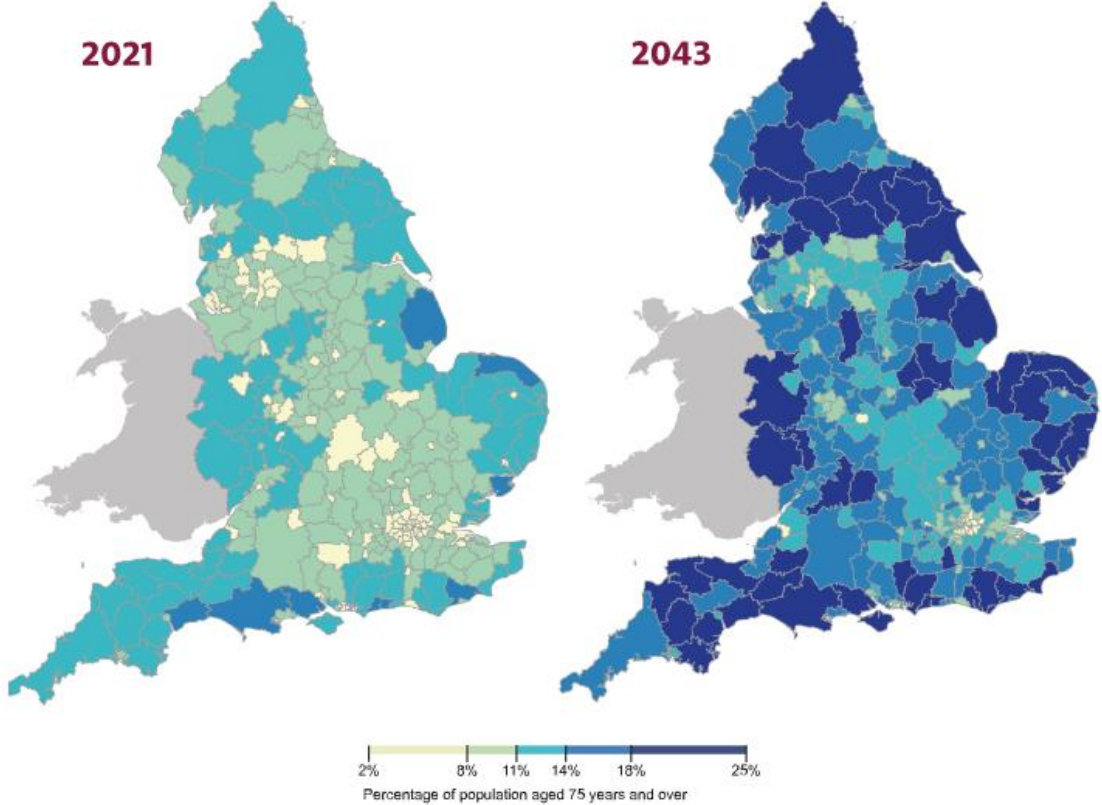 2021 2043
2% 8% 11% 14% 18% 25%
Percentage of population aged 75 years and over